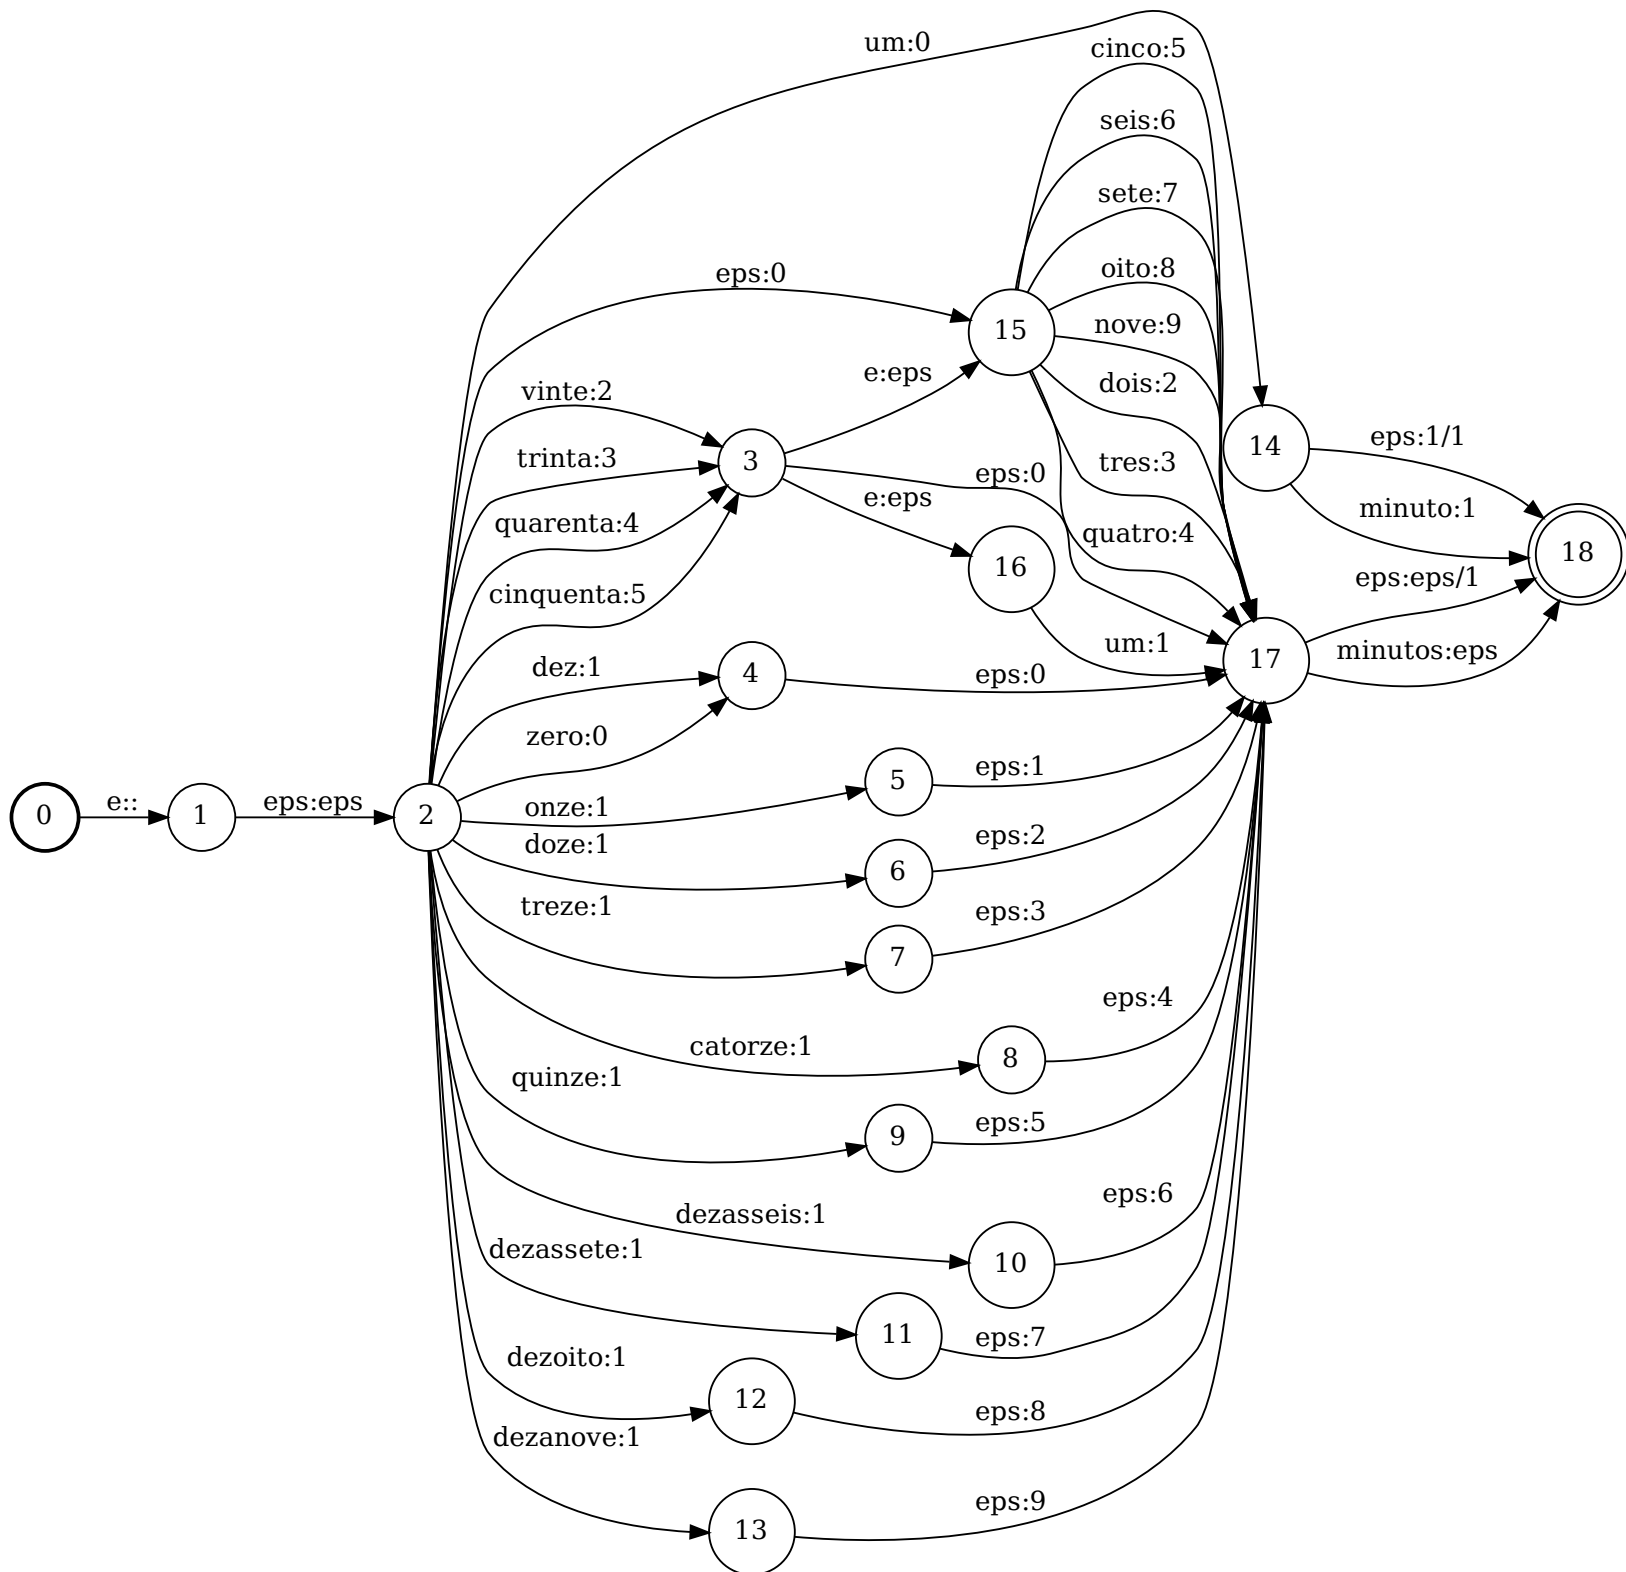 um:0
cinco:5
seis:6
sete:7
eps:0
oito:8
15
nove:9
e:eps
dois:2
vinte:2
14
eps:1/1
trinta:3
3
tres:3
eps:0
e:eps
minuto:1
quarenta:4
quatro:4
18
16
eps:eps/1
cinquenta:5
um:1
minutos:eps
17
dez:1
4
eps:0
zero:0
5
eps:1
0
e::
1
eps:eps
2
onze:1
doze:1
6
eps:2
treze:1
7
eps:3
eps:4
catorze:1
8
quinze:1
9
eps:5
eps:6
dezasseis:1
dezassete:1
10
11
eps:7
dezoito:1
12
eps:8
dezanove:1
13
eps:9